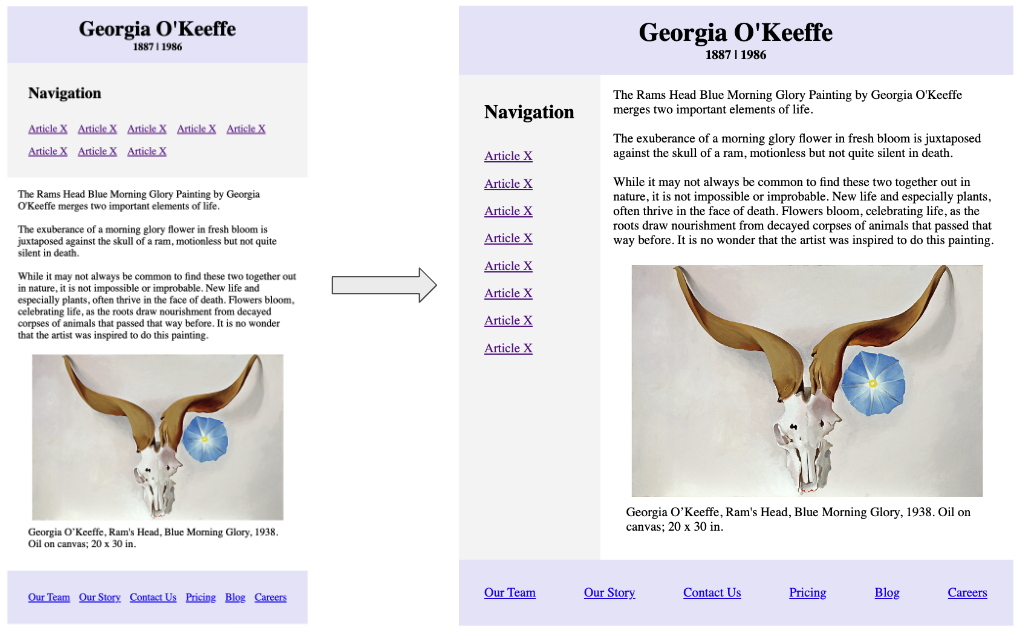 Georgia O'Keeffe
1887 | 1986
Navigation
Article X Article X Article X Article X Article X
Article X Article X Article X
The Rams Head Blue Morning Glory Painting by Georgia
O'Keeffe merges two important elements of life.
The exuberance of a morning glory flower in fresh bloom is
juxtaposed against the skull of a ram, motionless but not quite
silent in death.
While it may not always be common to find these two together out
in nature, it is not impossible or improbable. New life and
especially plants, often thrive in the face of death. Flowers bloom,
celebrating life, as the roots draw nourishment from decayed
corpses of animals that passed that way before. It is no wonder
that the artist was inspired to do this painting.
Georgia O’Keeffe, Ram's Head, Blue Morning Glory, 1938.
Oil on canvas; 20 x 30 in.
Our Team Our Story Contact Us Pricing Blog Careers
Georgia O'Keeffe
1887 | 1986
Navigation
Article X
Article X
Article X
Article X
Article X
Article X
Article X
Article X
The Rams Head Blue Morning Glory Painting by Georgia O'Keeffe
merges two important elements of life.
The exuberance of a morning glory flower in fresh bloom is juxtaposed
against the skull of a ram, motionless but not quite silent in death.
While it may not always be common to find these two together out in
nature, it is not impossible or improbable. New life and especially plants,
often thrive in the face of death. Flowers bloom, celebrating life, as the
roots draw nourishment from decayed corpses of animals that passed that
way before. It is no wonder that the artist was inspired to do this painting.
Georgia O’Keeffe, Ram's Head, Blue Morning Glory, 1938. Oil on
canvas; 20 x 30 in.
Our Team Our Story Contact Us Pricing Blog Careers